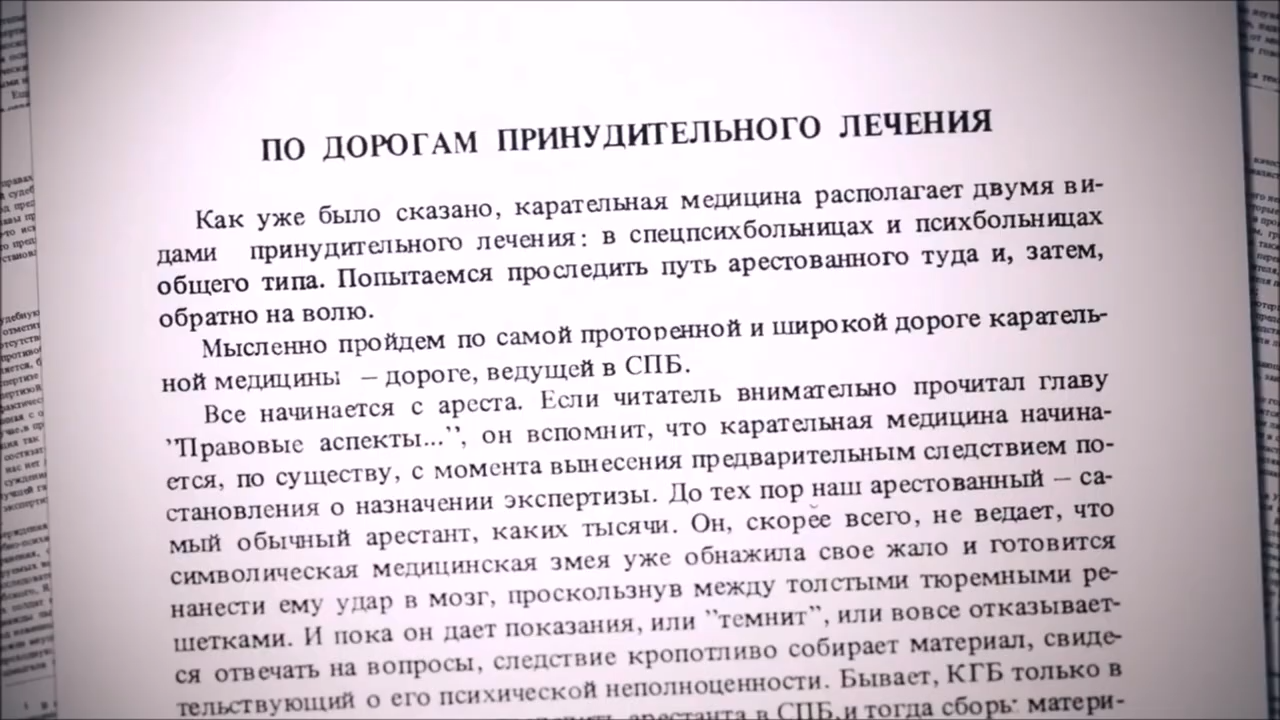 ПО ДОРОГАМ ПРИНУДИТЕЛЬНОГО ЛЕЧЕНИЯ
Как уже было сказано, карательная медицина располагает двумя ви-
дами принудительного лечения: в спецпсихбольницах и психбольницах
общего типа. Попытаемся проследить путь арестованного туда и, затем,
обратно на волю.
Мысленно пройдем по самой проторенной и широкой дороге каратель-
ной медицины — дороге, ведущей в СПБ.
Все начинается с ареста. Если читатель внимательно прочитал главу
"Правовые аспекты...", он вспомнит, что карательная медицина начина-
ется, по существу, с момента вынесения предварительным следствием по-
становления о назначении экспертизы. До тех пор наш арестованный — са-
мый обычный арестант, каких тысячи. Он, скорее всего, не ведает, что
символическая медицинская змея уже обнажила свое жало и готовится
нанести ему удар в мозг, проскользнув между толстыми тюремными ре-
шетками. И пока он дает показания, или "темнит", или вовсе отказывает-
ся отвечать на вопросы, следствие кропотливо собирает материал, свиде-
тельствующий о его психической неполноценности. Бывает, КГБ только в
арестанта в СПБ, и тогда сборы матери-